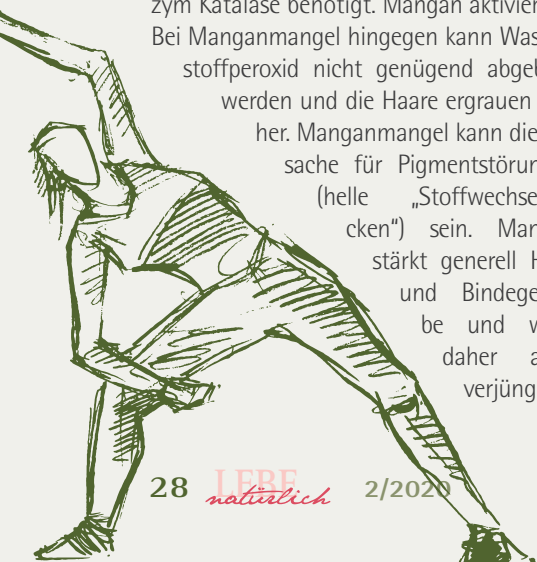 zym Katalase benötigt. Mangan aktivier
Bei Manganmangel hingegen kann Was
stoffperoxid nicht genügend abgeb
werden und die Haare ergrauen
her. Manganmangel kann die
sache für Pigmentstörun
(helle „Stoffwechse
cken“) sein. Man
stärkt generell H
und Bindege
be und w
daher a
verjüng
28 LEBE natürlich 2/2020